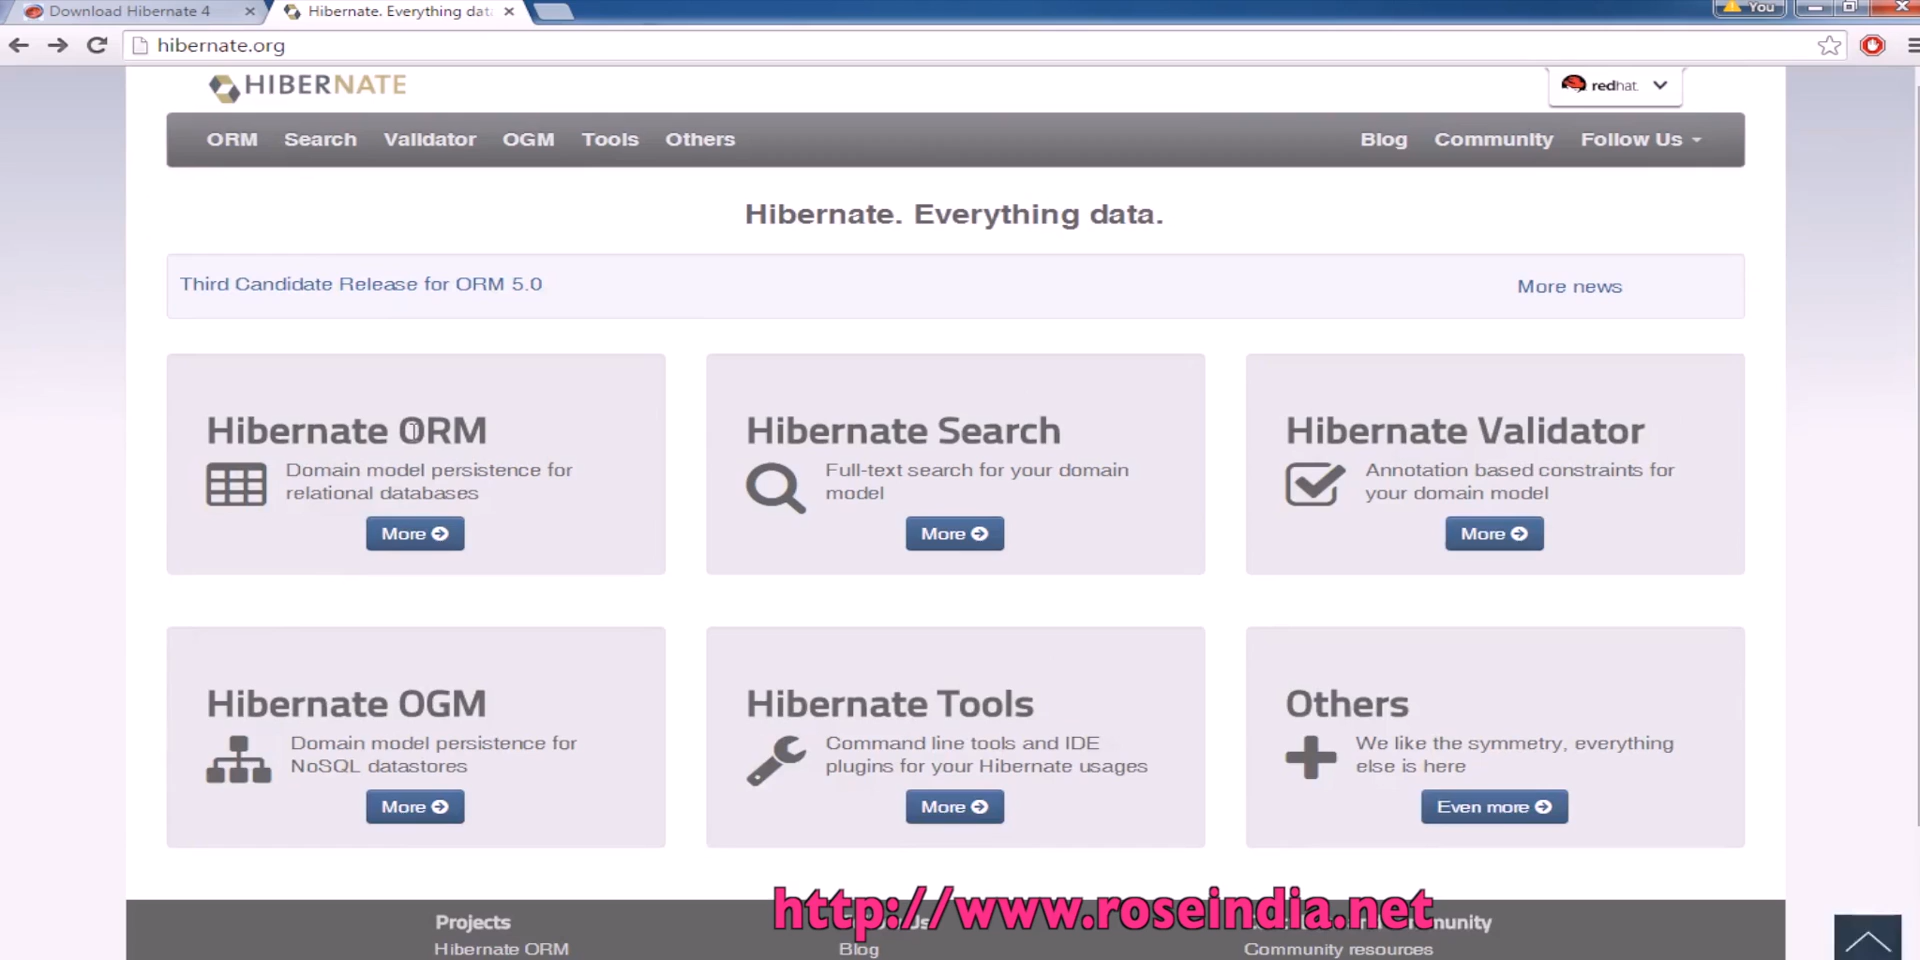 Download Hibernate 4
Hibernate. Everything dat
You
hibernate.org
HIBERNATE
redhat.
ORM Search Validator OGM Tools Others Blog Community Follow Us
Hibernate. Everything data.
Third Candidate Release for ORM 5.0
More news
Hibernate ORM
Domain model persistence for
relational databases
More
Hibernate Search
Full-text search for your domain
model
More
Hibernate Validator
Annotation based constraints for
your domain model
More
Hibernate OGM
Domain model persistence for
NoSQL datastores
More
Hibernate Tools
Command line tools and IDE
plugins for your Hibernate usages
More
Others
We like the symmetry, everything
else is here
Even more
http://www.roseindia.net
Projects
Hibernate ORM
Blog
Community resources